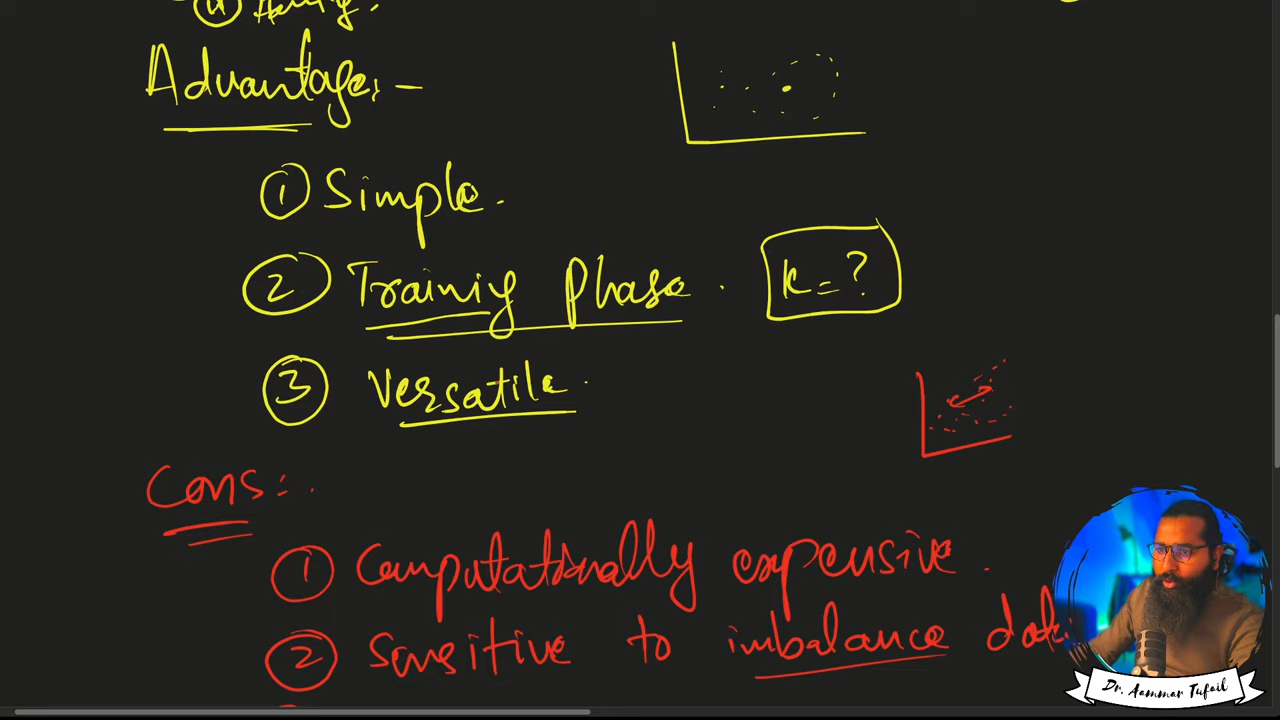 Advantage:-
① Simple.
② Training Phase. K=?
③ Versatile.
Cons:-
① Computationally expensive.
② Sensitive to imbalance
Dr. Aammar Tufail